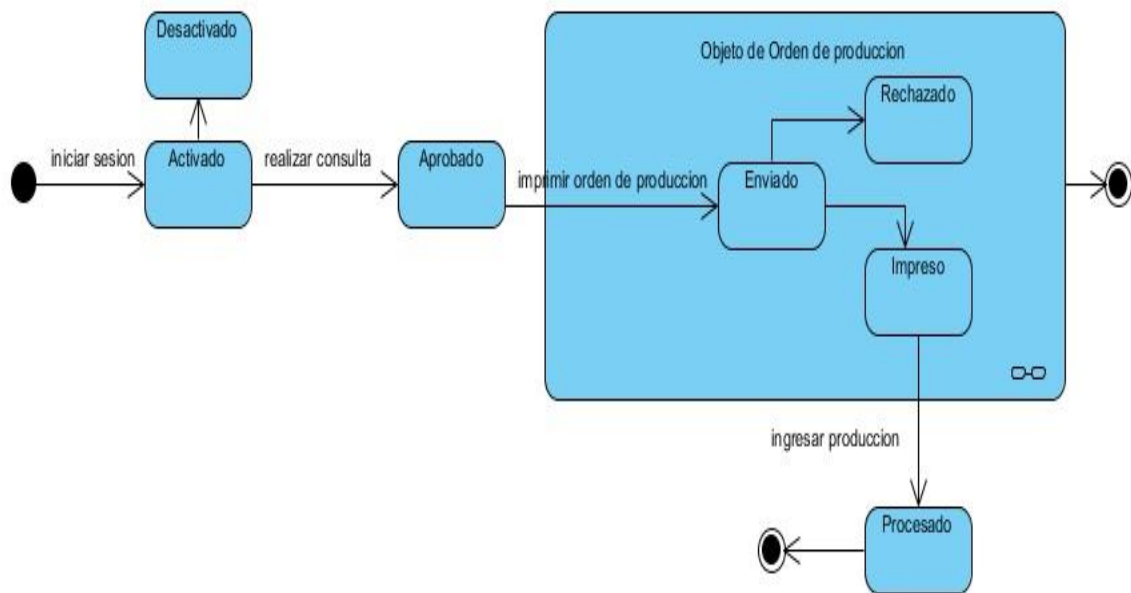 Desactivado
Objeto de Orden de produccion
Rechazado
iniciar sesion
Activado
realizar consulta
Aprobado
imprimir orden de produccion
Enviado
Impreso
ingresar produccion
Procesado